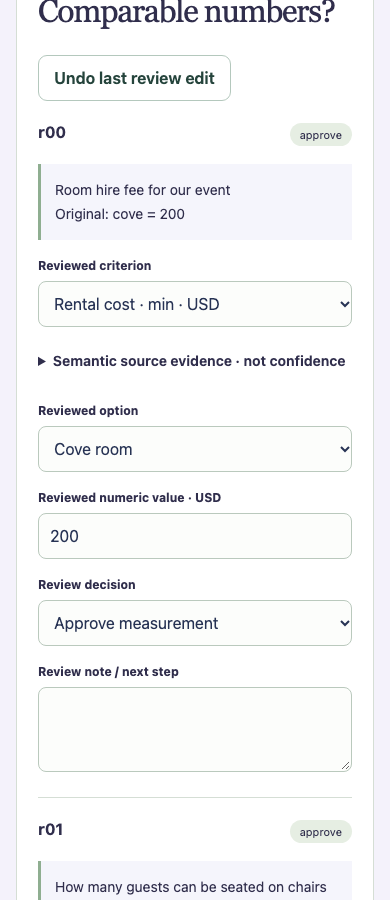 Comparable numbers?
Undo last review edit
r00
approve
Room hire fee for our event
Original: cove = 200
Reviewed criterion
Rental cost · min · USD
Semantic source evidence · not confidence
Reviewed option
Cove room
Reviewed numeric value · USD
200
Review decision
Approve measurement
Review note / next step
r01
approve
How many guests can be seated on chairs